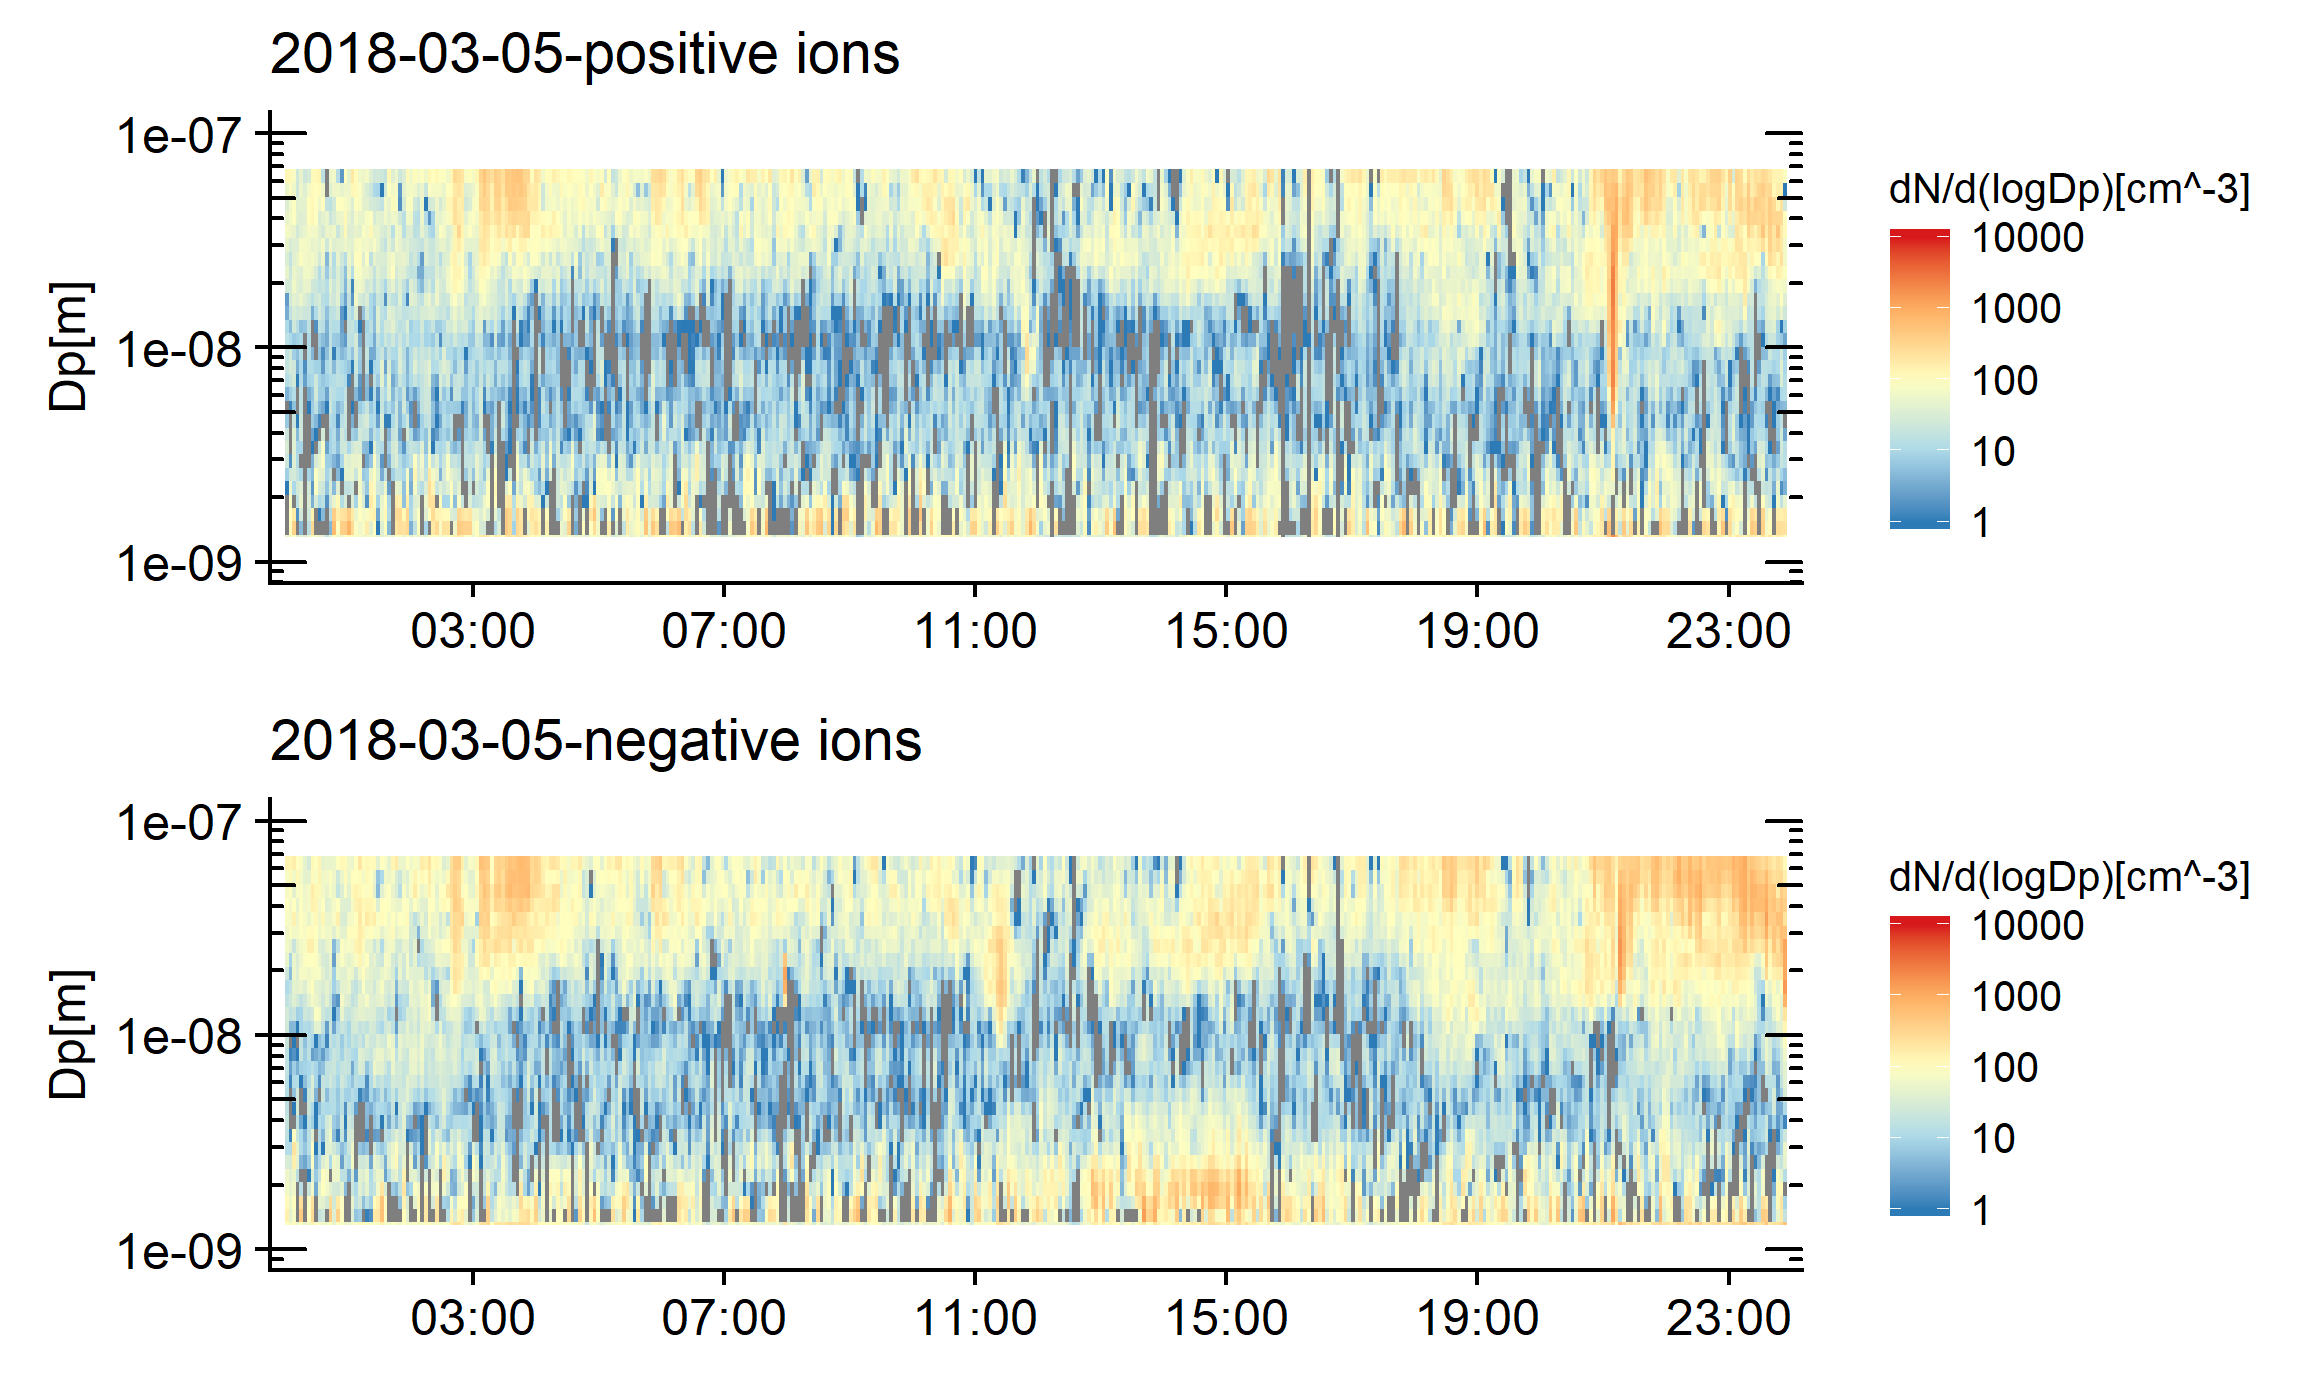 2018-03-05-positive ions
1e-07
1e-08
1e-09
Dp[m]
03:00 07:00 11:00 15:00 19:00 23:00
dN/d(logDp)[cm^-3]
10000
1000
100
10
1
2018-03-05-negative ions
1e-07
1e-08
1e-09
Dp[m]
03:00 07:00 11:00 15:00 19:00 23:00
dN/d(logDp)[cm^-3]
10000
1000
100
10
1